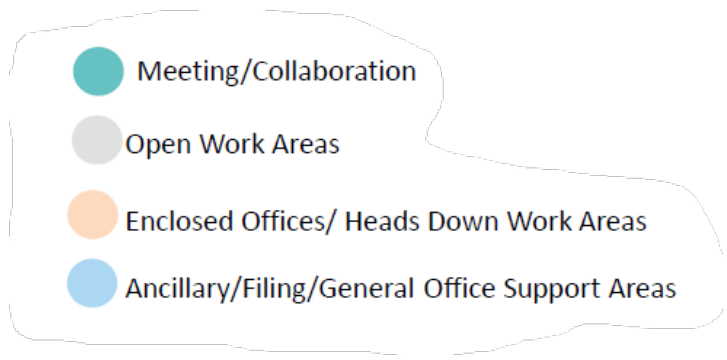 Meeting/Collaboration
Open Work Areas
Enclosed Offices/ Heads Down Work Areas
Ancillary/Filing/General Office Support Areas